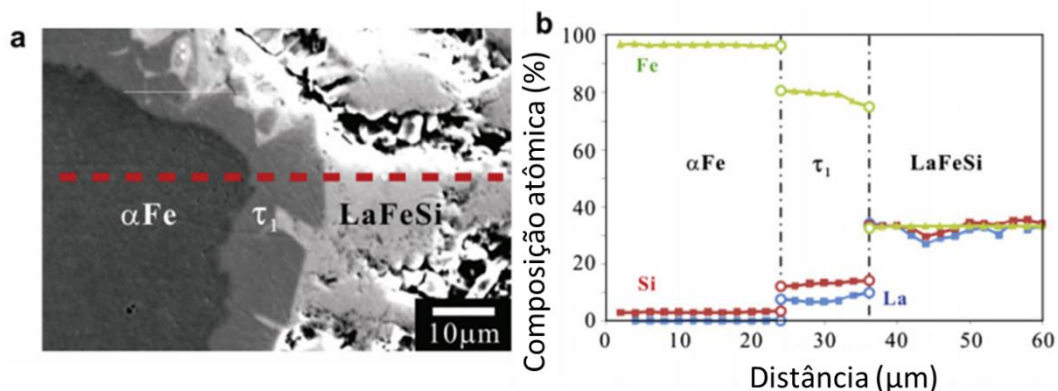 a
αFe
τ1
LaFeSi
10μm
b
Composição atômica (%)
100
80
60
40
20
0
Fe
αFe
τ1
LaFeSi
Si
La
0
10
20
30
40
50
60
Distância (μm)